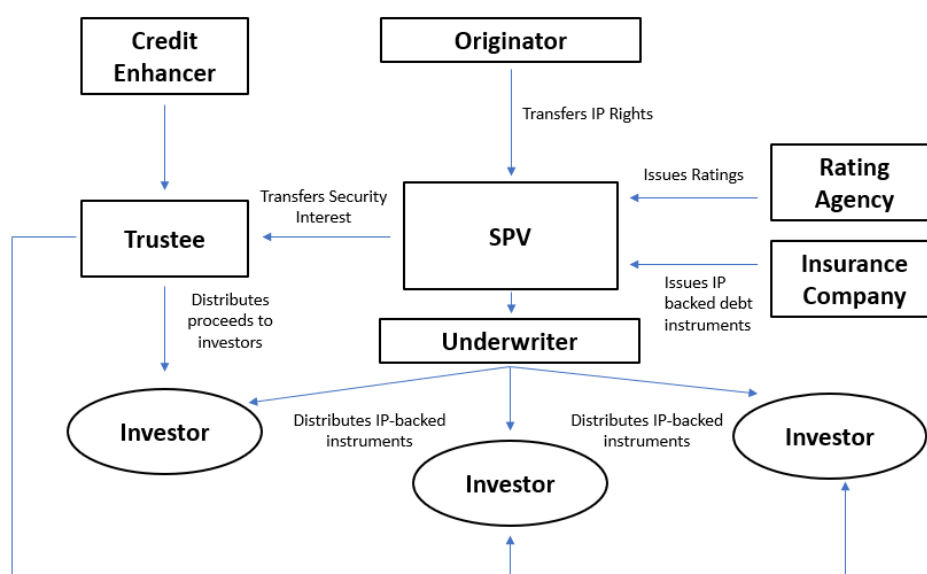 Credit
Enhancer
Originator
Transfers IP Rights
Issues Ratings
Rating
Agency
Transfers Security
Interest
Trustee
SPV
Insurance
Company
Issues IP
backed debt
instruments
Distributes
proceeds to
investors
Underwriter
Investor
Distributes IP-backed
instruments
Distributes IP-backed
instruments
Investor
Investor